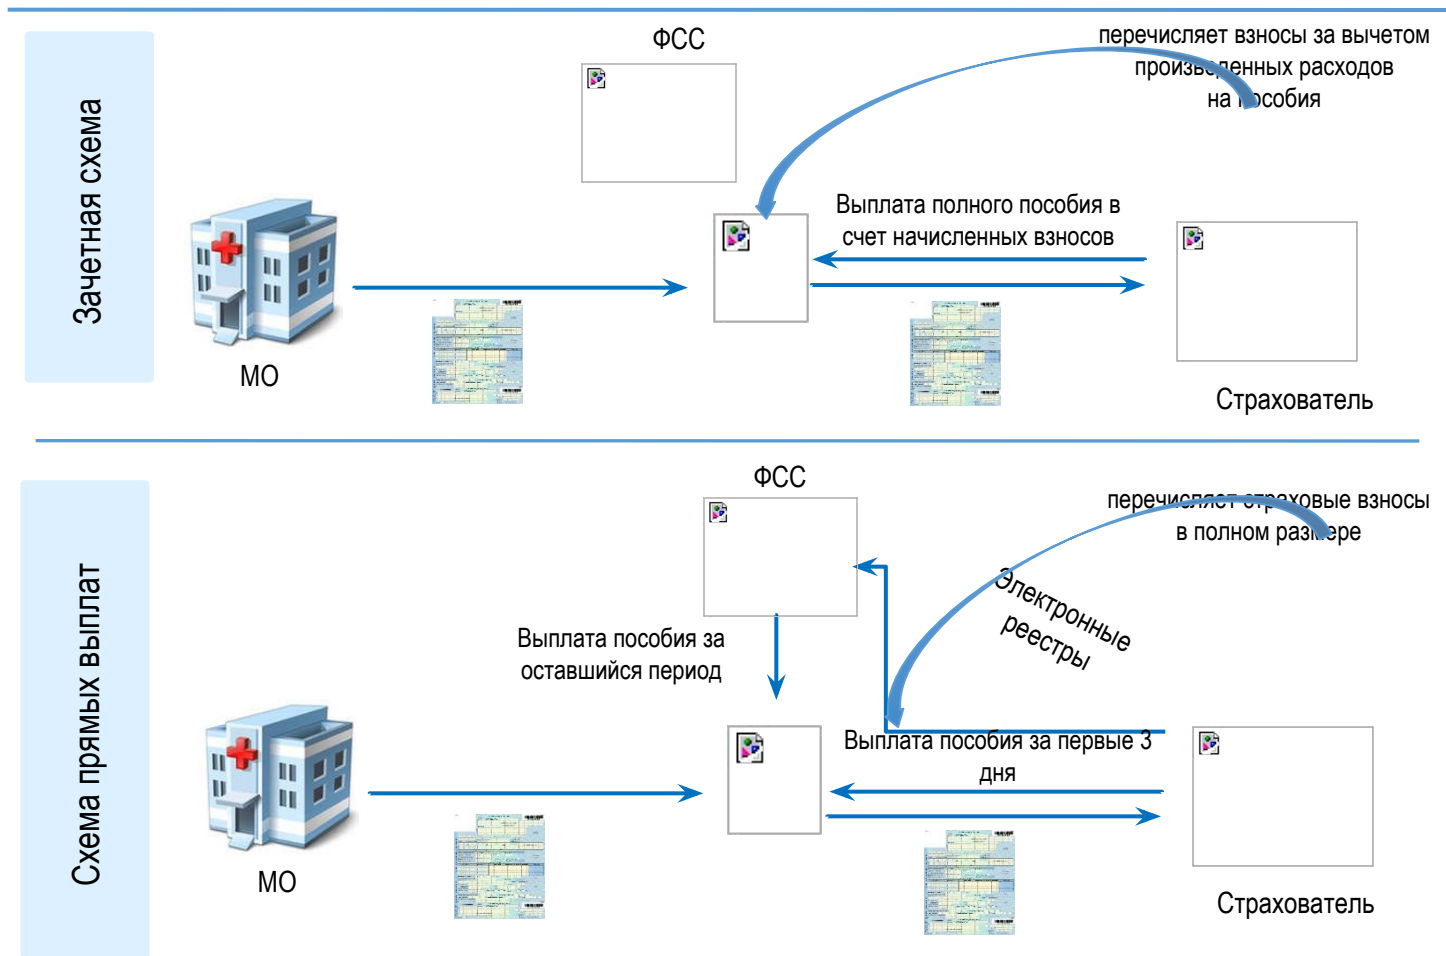 Зачетная схема
ФСС
перечисляет взносы за вычетом
произведенных расходов
на пособия
Выплата полного пособия в
счет начисленных взносов
МО
Страхователь
Схема прямых выплат
ФСС
перечисляет страховые взносы
в полном размере
Электронные
реестры
Выплата пособия за
оставшийся период
Выплата пособия за первые 3
дня
МО
Страхователь